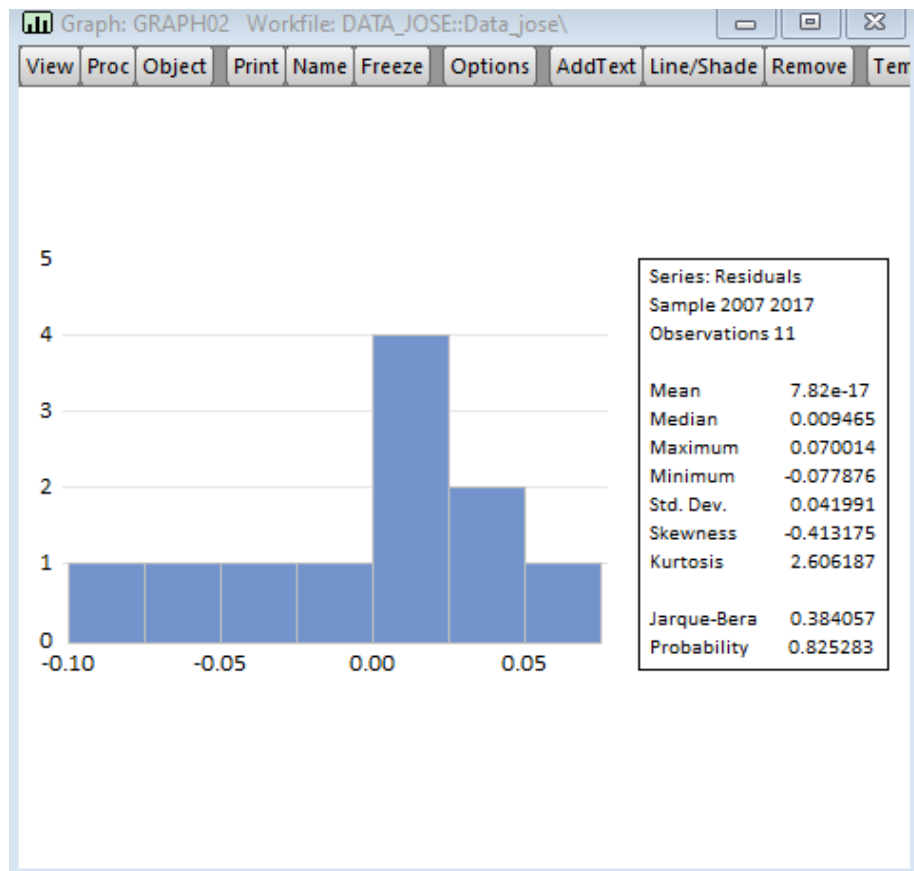 Graph: GRAPH02 Workfile: DATA_JOSE::Data_jose\
View Proc Object Print Name Freeze Options AddText Line/Shade Remove Tem
5
4
3
2
1
0
-0.10 -0.05 0.00 0.05
Series: Residuals
Sample 2007 2017
Observations 11
Mean 7.82e-17
Median 0.009465
Maximum 0.070014
Minimum -0.077876
Std. Dev. 0.041991
Skewness -0.413175
Kurtosis 2.606187
Jarque-Bera 0.384057
Probability 0.825283